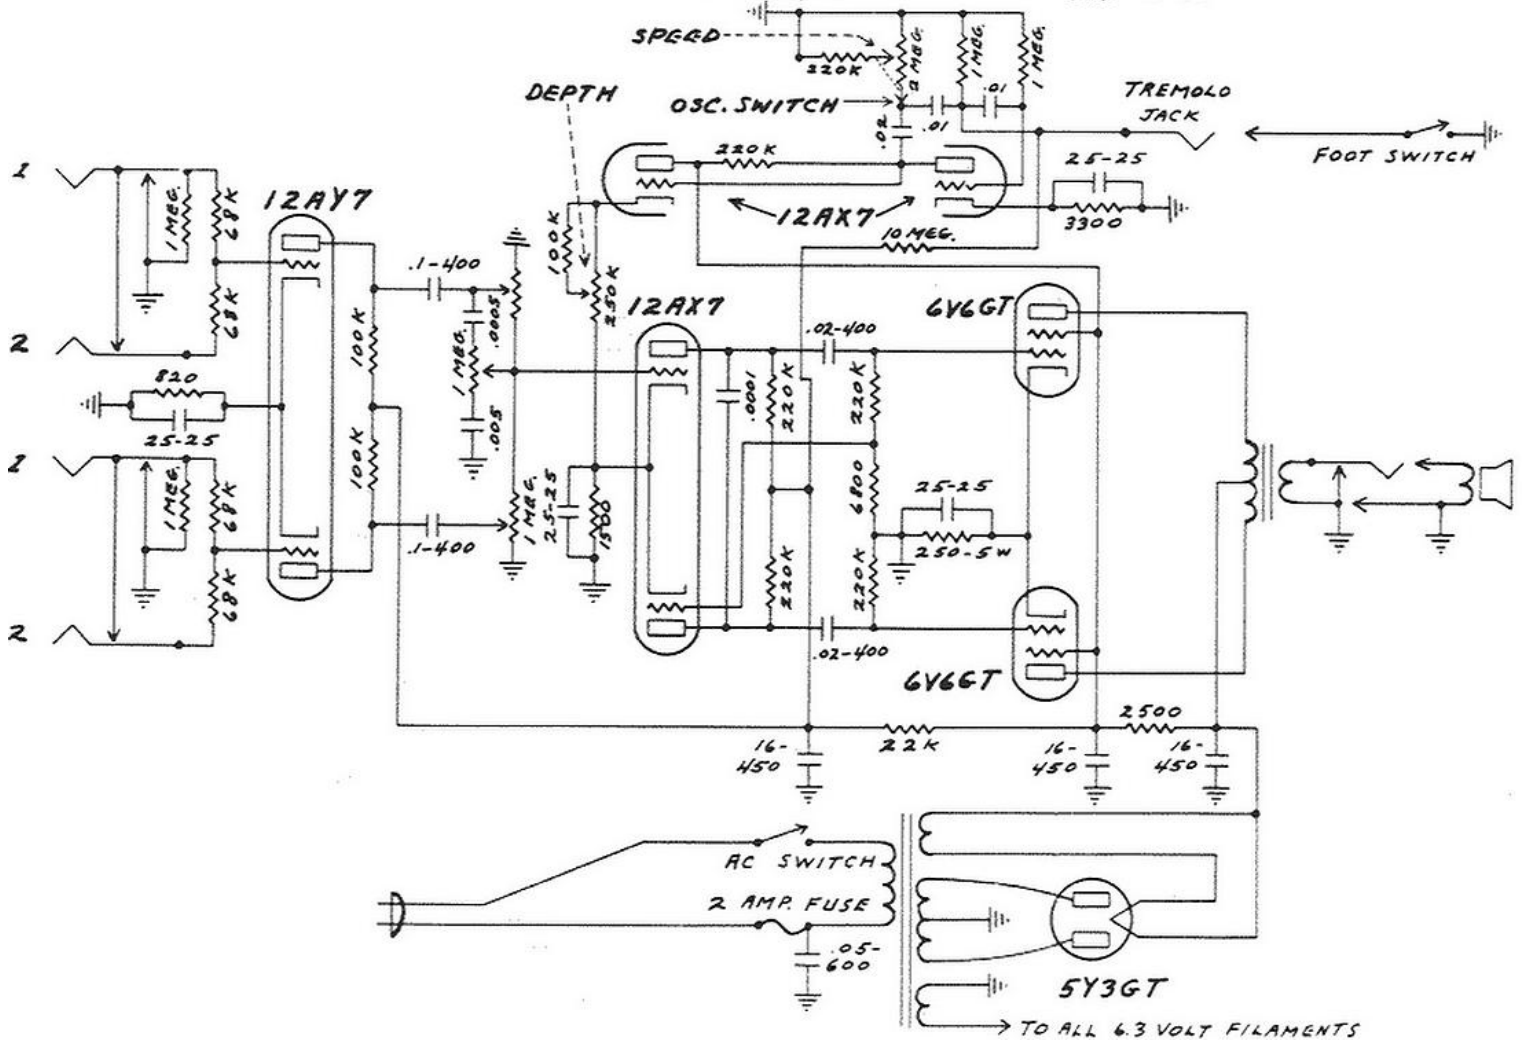 SPEED
220K
2 MEG.
1 MEG.
1 MEG.
DEPTH
OSC. SWITCH
.01
.01
.02
TREMOLO
JACK
FOOT SWITCH
1
1 MEG.
68K
12AY7
220K
12AX7
25-25
3300
10 MEG.
100K
250K
68K
2
.1-400
.0005
1 MEG.
.005
12AX7
6V6GT
.02-400
100K
820
25-25
.0001
220K
220K
1
1 MEG.
68K
100K
.1-400
1 MEG.
25-25
1500
6800
25-25
250-5W
68K
2
220K
220K
.02-400
6V6GT
22K
2500
16-
450
16-
450
16-
450
AC SWITCH
2 AMP. FUSE
.05-
600
5Y3GT
TO ALL 6.3 VOLT FILAMENTS